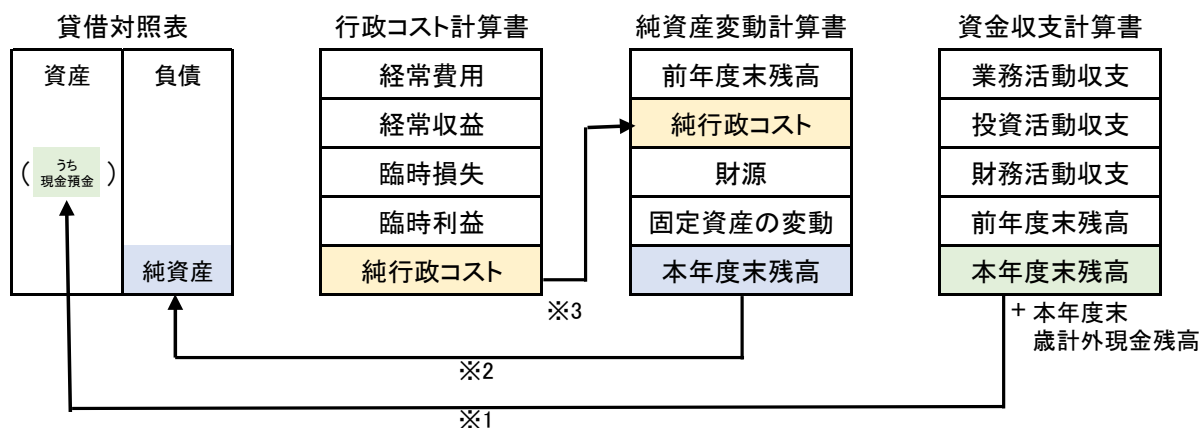 貸借対照表
資産
負債
(うち
現金預金)
純資産
行政コスト計算書
経常費用
経常収益
臨時損失
臨時利益
純行政コスト
純資産変動計算書
前年度末残高
純行政コスト
財源
固定資産の変動
本年度末残高
資金収支計算書
業務活動収支
投資活動収支
財務活動収支
前年度末残高
本年度末残高
+ 本年度末
歳計外現金残高
※3
※2
※1